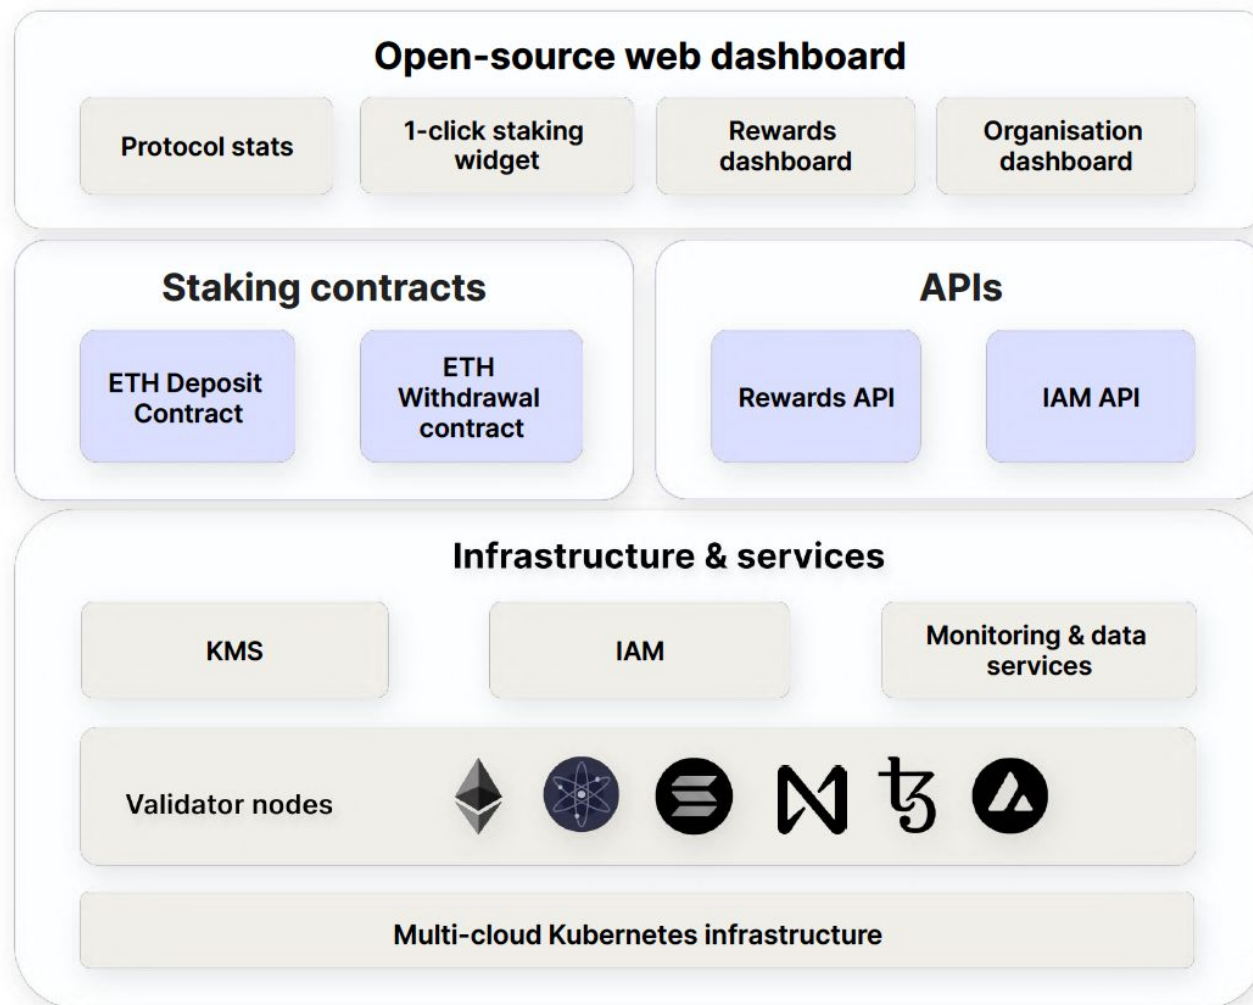 Open-source web dashboard
Protocol stats
1-click staking
widget
Rewards
dashboard
Organisation
dashboard
Staking contracts
ETH Deposit
Contract
ETH
Withdrawal
contract
APIs
Rewards API
IAM API
Infrastructure & services
KMS
IAM
Monitoring & data
services
Validator nodes
Multi-cloud Kubernetes infrastructure